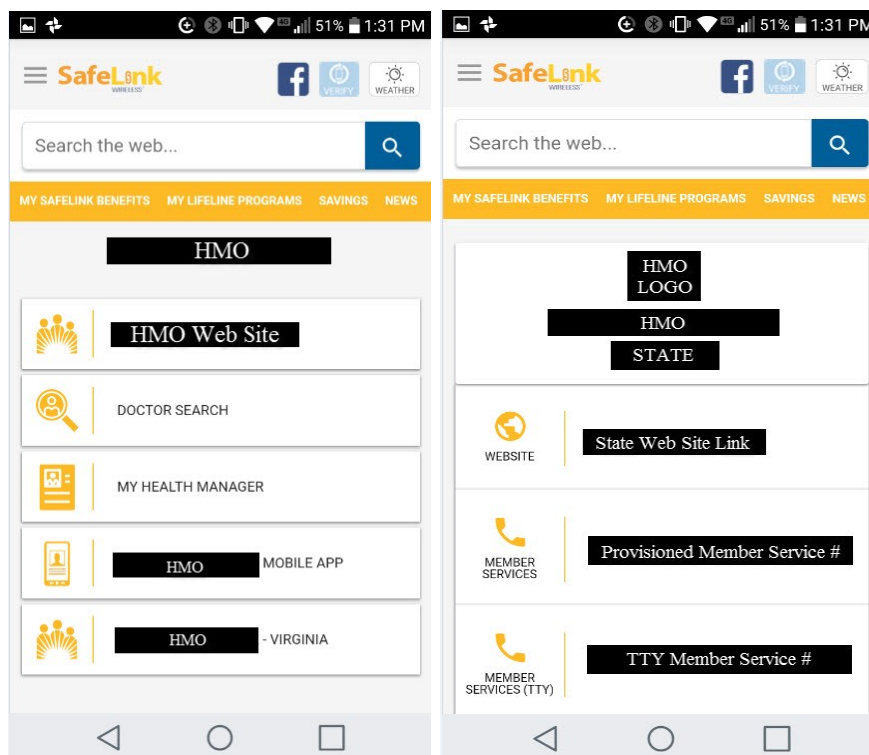 4G 51% 1:31 PM
SafeLink
WIRELESS
VERIFY
WEATHER
Search the web...
MY SAFELINK BENEFITS MY LIFELINE PROGRAMS SAVINGS NEWS
HMO
HMO Web Site
DOCTOR SEARCH
MY HEALTH MANAGER
HMO MOBILE APP
HMO - VIRGINIA
4G 51% 1:31 PM
SafeLink
WIRELESS
VERIFY
WEATHER
Search the web...
MY SAFELINK BENEFITS MY LIFELINE PROGRAMS SAVINGS NEWS
HMO
LOGO
HMO
STATE
WEBSITE
State Web Site Link
MEMBER
SERVICES
Provisioned Member Service #
MEMBER
SERVICES (TTY)
TTY Member Service #